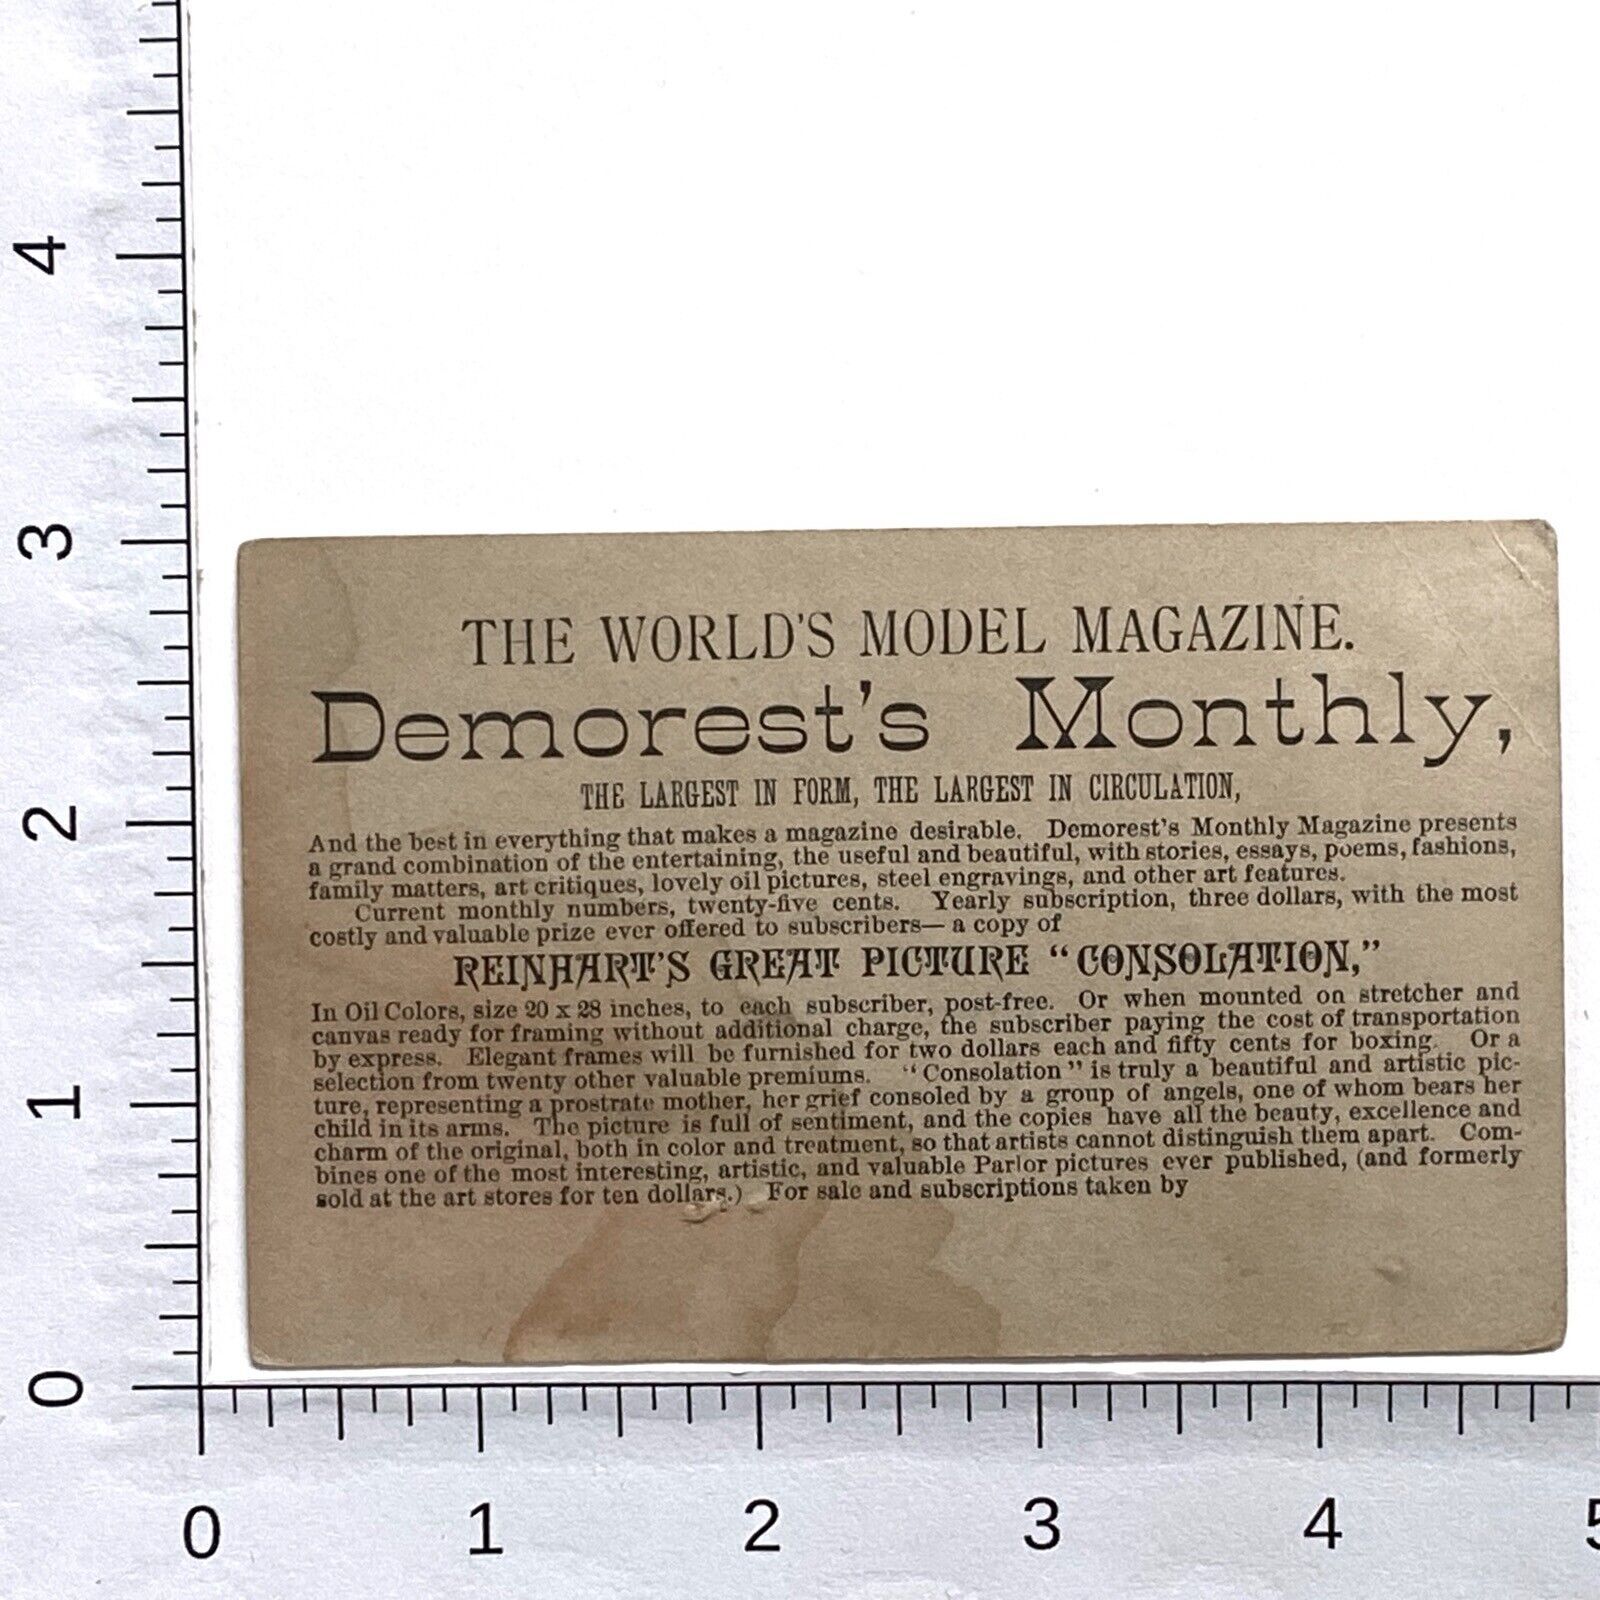 THE WORLD'S MODEL MAGAZINE.
Demorest's Monthly,
THE LARGEST IN FORM, THE LARGEST IN CIRCULATION,
And the best in everything that makes a magazine desirable. Demorest's Monthly Magazine presents
a grand combination of the entertaining, the useful and beautiful, with stories, essays, poems, fashions,
family matters, art critiques, lovely oil pictures, steel engravings, and other art features.
Current monthly numbers, twenty-five cents. Yearly subscription, three dollars, with the most
costly and valuable prize ever offered to subscribers— a copy of
REINHART'S GREAT PICTURE "CONSOLATION,"
In Oil Colors, size 20 x 28 inches, to each subscriber, post-free. Or when mounted on stretcher and
canvas ready for framing without additional charge, the subscriber paying the cost of transportation
by express. Elegant frames will be furnished for two dollars each and fifty cents for boxing. Or a
selection from twenty other valuable premiums. "Consolation" is truly a beautiful and artistic pic-
ture, representing a prostrate mother, her grief consoled by a group of angels, one of whom bears her
child in its arms. The picture is full of sentiment, and the copies have all the beauty, excellence and
charm of the original, both in color and treatment, so that artists cannot distinguish them apart. Com-
bines one of the most interesting, artistic, and valuable Parlor pictures ever published, (and formerly
sold at the art stores for ten dollars.) For sale and subscriptions taken by
4
3
2
1
0
0 1 2 3 4 5